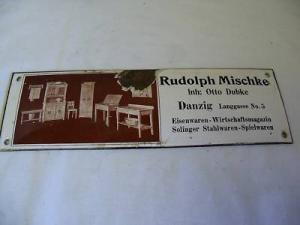 Rudolph Mischke
Inh: Otto Dubke
Danzig Langgasse No. 5
Eisenwaren-Wirtschaftsmagazin
Solinger Stahlwaren-Spielwaren